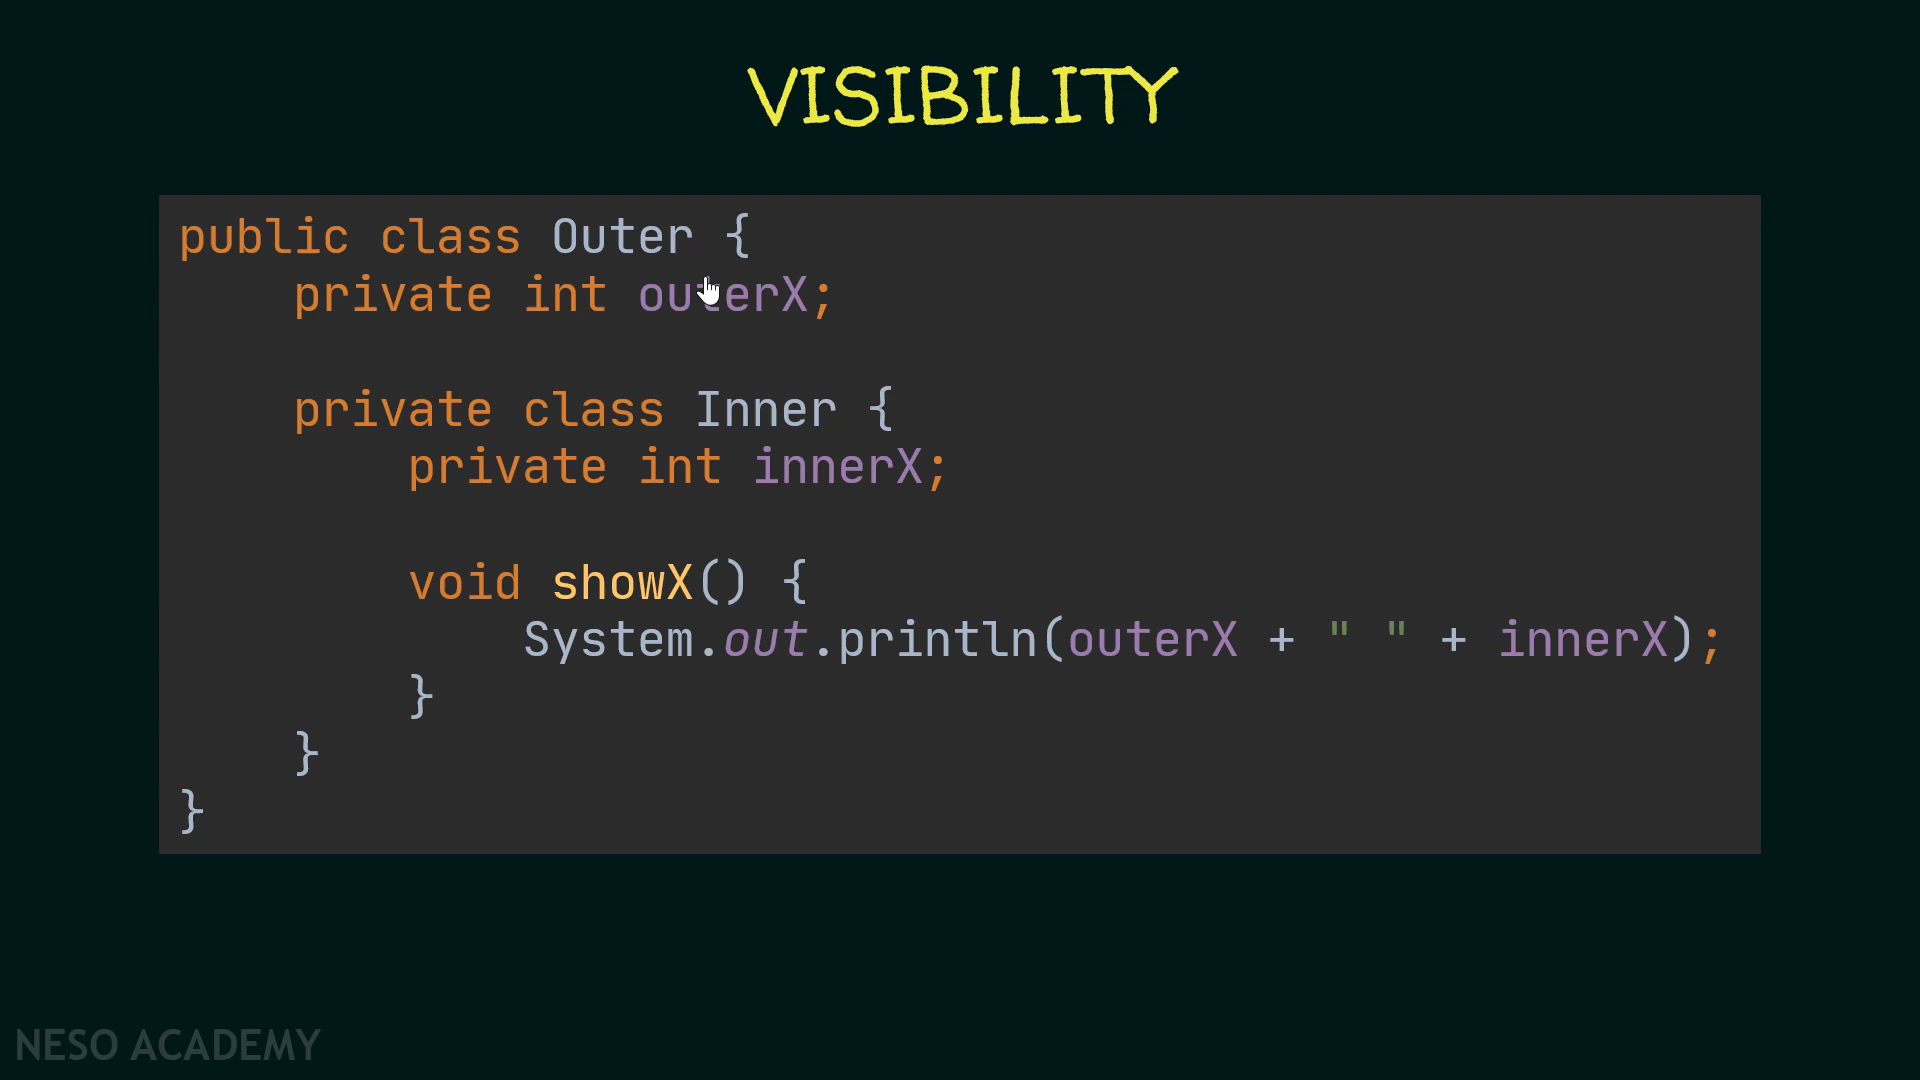 VISIBILITY
public class Outer {
    private int outerX;
    private class Inner {
        private int innerX;
        void showX() {
            System.out.println(outerX + " " + innerX);
        }
    }
}
NESO ACADEMY